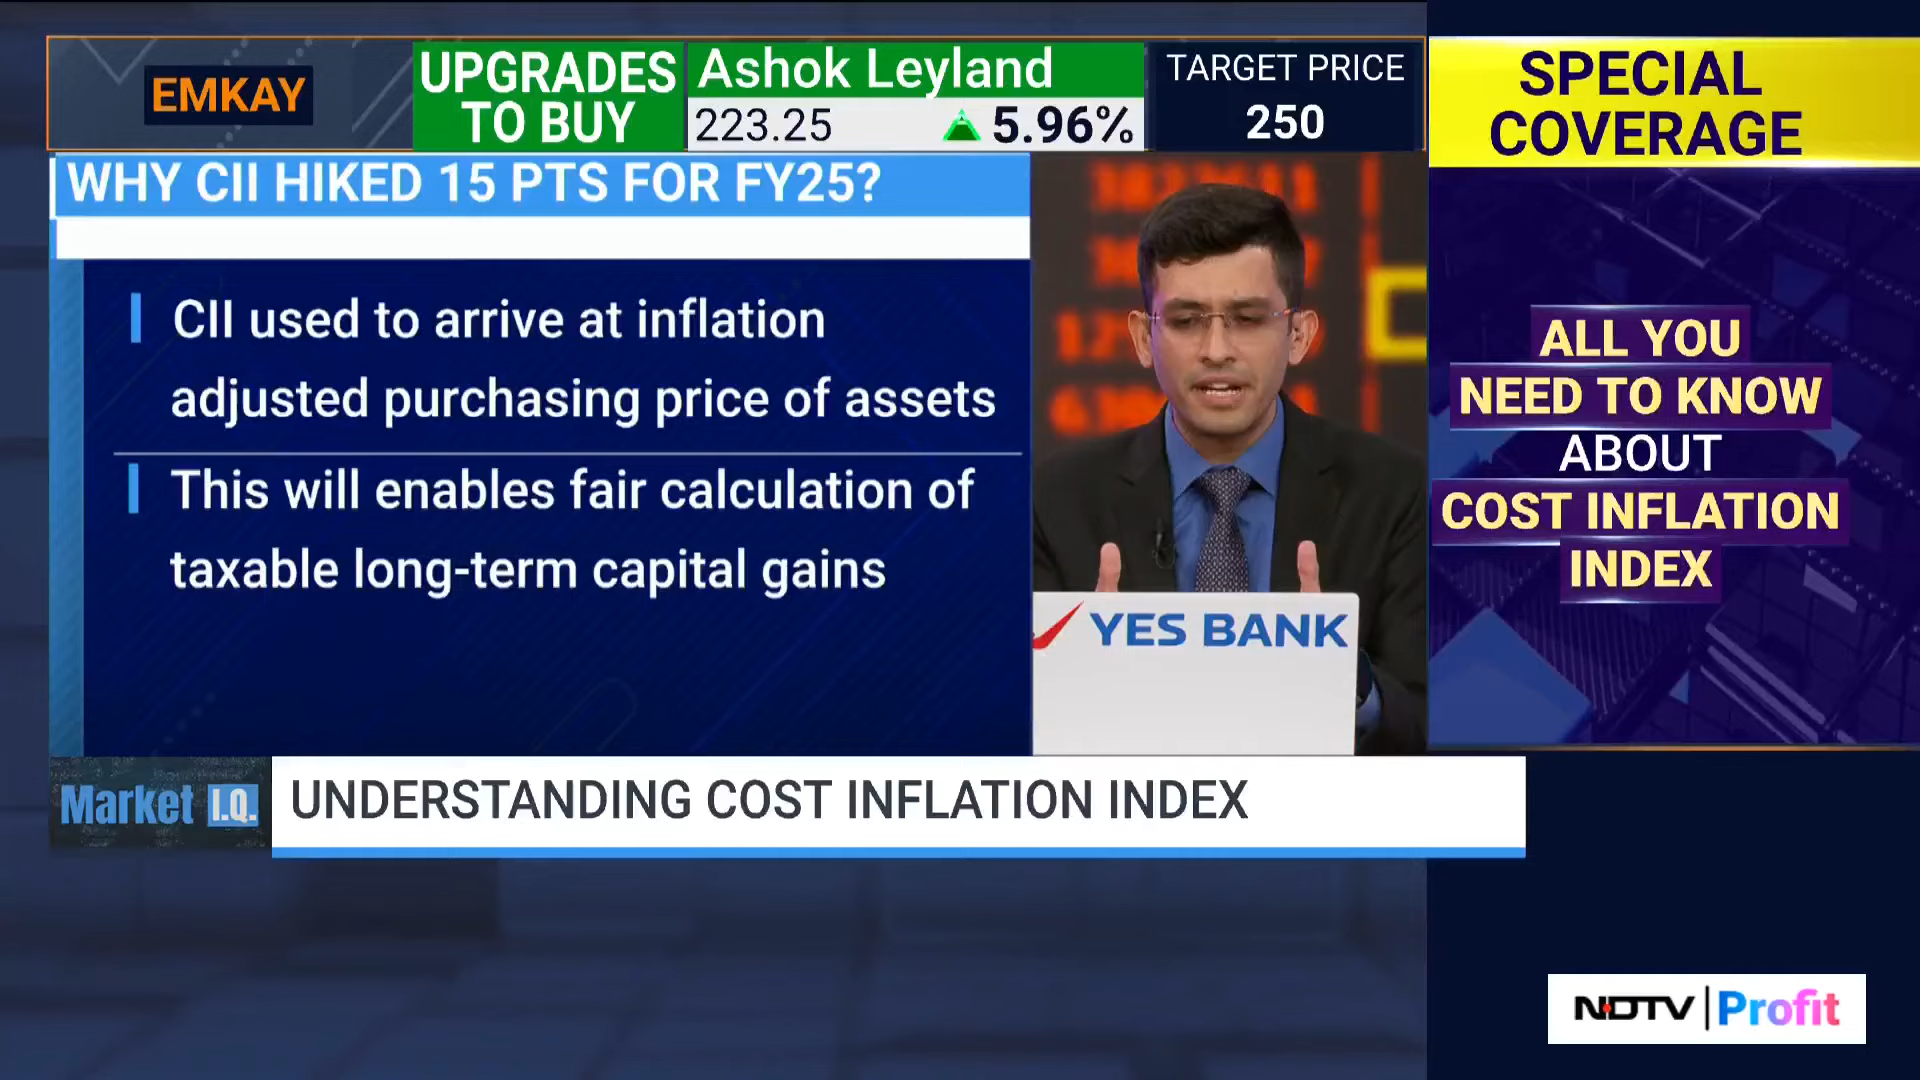 EMKAY
UPGRADES
TO BUY
Ashok Leyland
223.25
5.96%
TARGET PRICE
250
SPECIAL
COVERAGE
WHY CII HIKED 15 PTS FOR FY25?
CII used to arrive at inflation
adjusted purchasing price of assets
This will enables fair calculation of
taxable long-term capital gains
YES BANK
ALL YOU
NEED TO KNOW
ABOUT
COST INFLATION
INDEX
Market I.Q.
UNDERSTANDING COST INFLATION INDEX
NDTV Profit